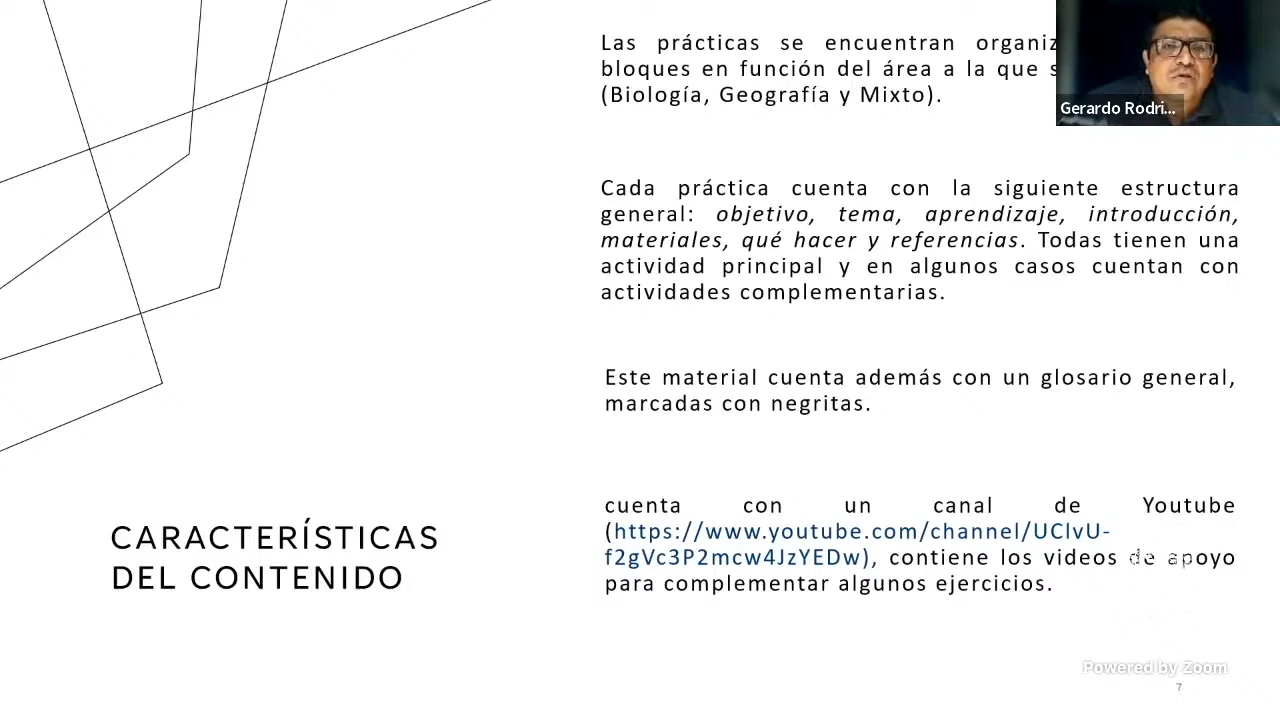 Las prácticas se encuentran
bloques en función del área a la que
(Biología, Geografía y Mixto).
Gerardo Rodri...
Cada práctica cuenta con la siguiente estructura
general: objetivo, tema, aprendizaje, introducción,
materiales, qué hacer y referencias. Todas tienen una
actividad principal y en algunos casos cuentan con
actividades complementarias.
Este material cuenta además con un glosario general,
marcadas con negritas.
cuenta con un canal de Youtube
(https://www.youtube.com/channel/UClvU-
f2gVc3P2mcw4JzYEDw), contiene los videos de apoyo
para complementar algunos ejercicios.
CARACTERÍSTICAS
DEL CONTENIDO
Powered by Zoom
7